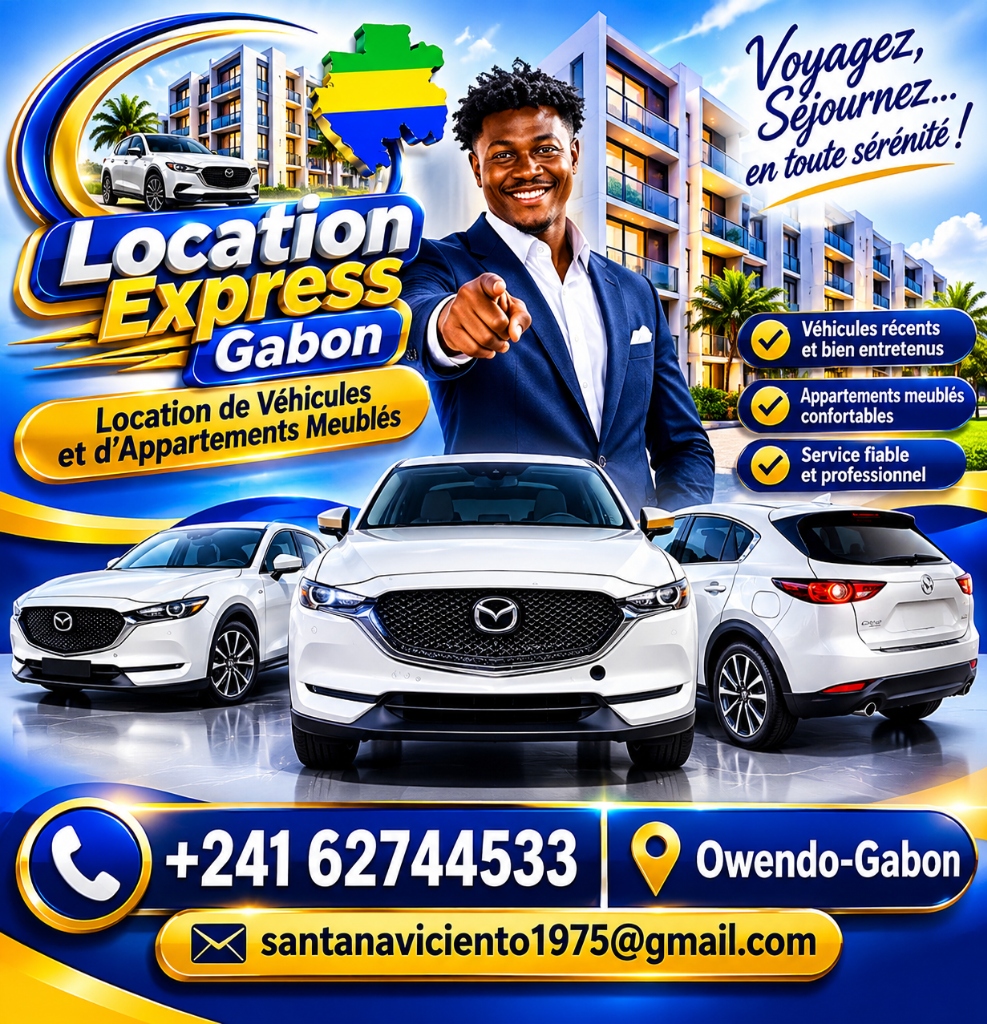 Location
Express
Gabon
Location de Véhicules
et d'Appartements Meublés
Voyagez,
Séjournez...
en toute sérénité !
Véhicules récents
et bien entretenus
Appartements meublés
confortables
Service fiable
et professionnel
+241 62744533
Owendo-Gabon
santanaviciento1975@gmail.com